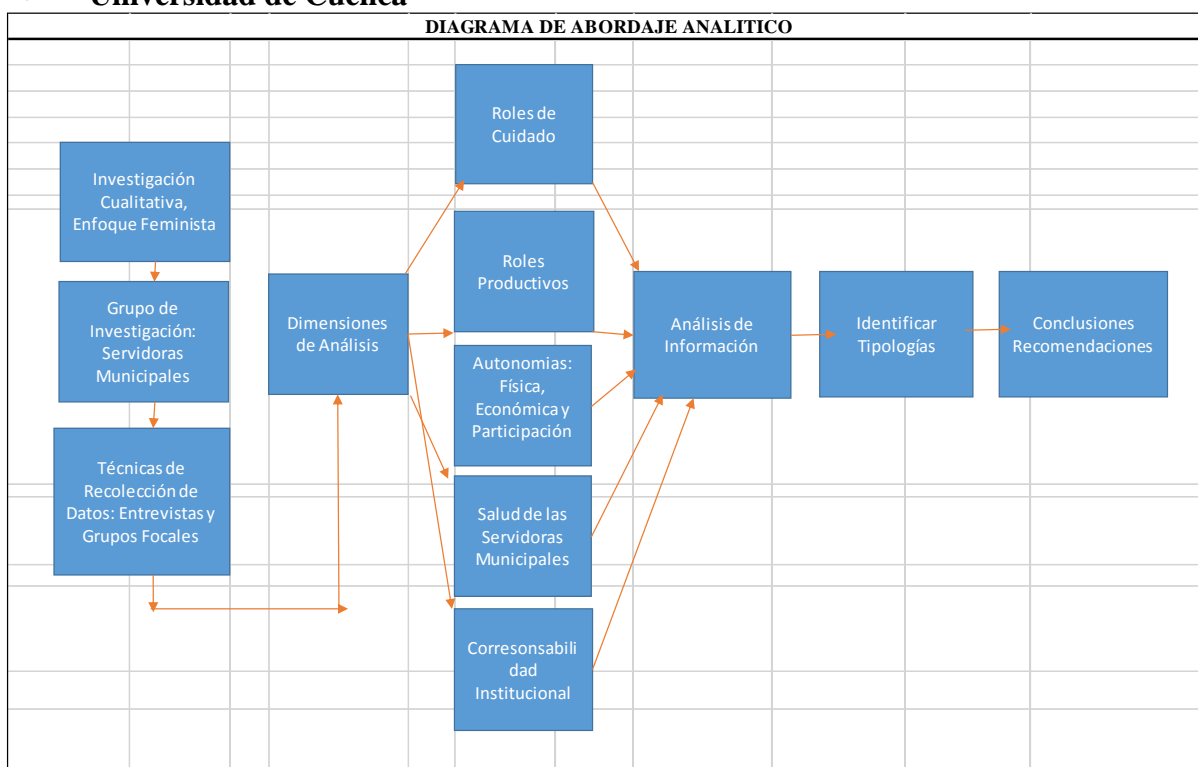 Universidad de Cuenca
DIAGRAMA DE ABORDAJE ANALITICO
Investigación
Cualitativa,
Enfoque Feminista
Grupo de
Investigación:
Servidoras
Municipales
Técnicas de
Recolección de
Datos: Entrevistas y
Grupos Focales
Dimensiones
de Análisis
Roles de
Cuidado
Roles
Productivos
Autonomias:
Física,
Económica y
Participación
Salud de las
Servidoras
Municipales
Corresonsabili
dad
Institucional
Análisis de
Información
Identificar
Tipologías
Conclusiones
Recomendaciones